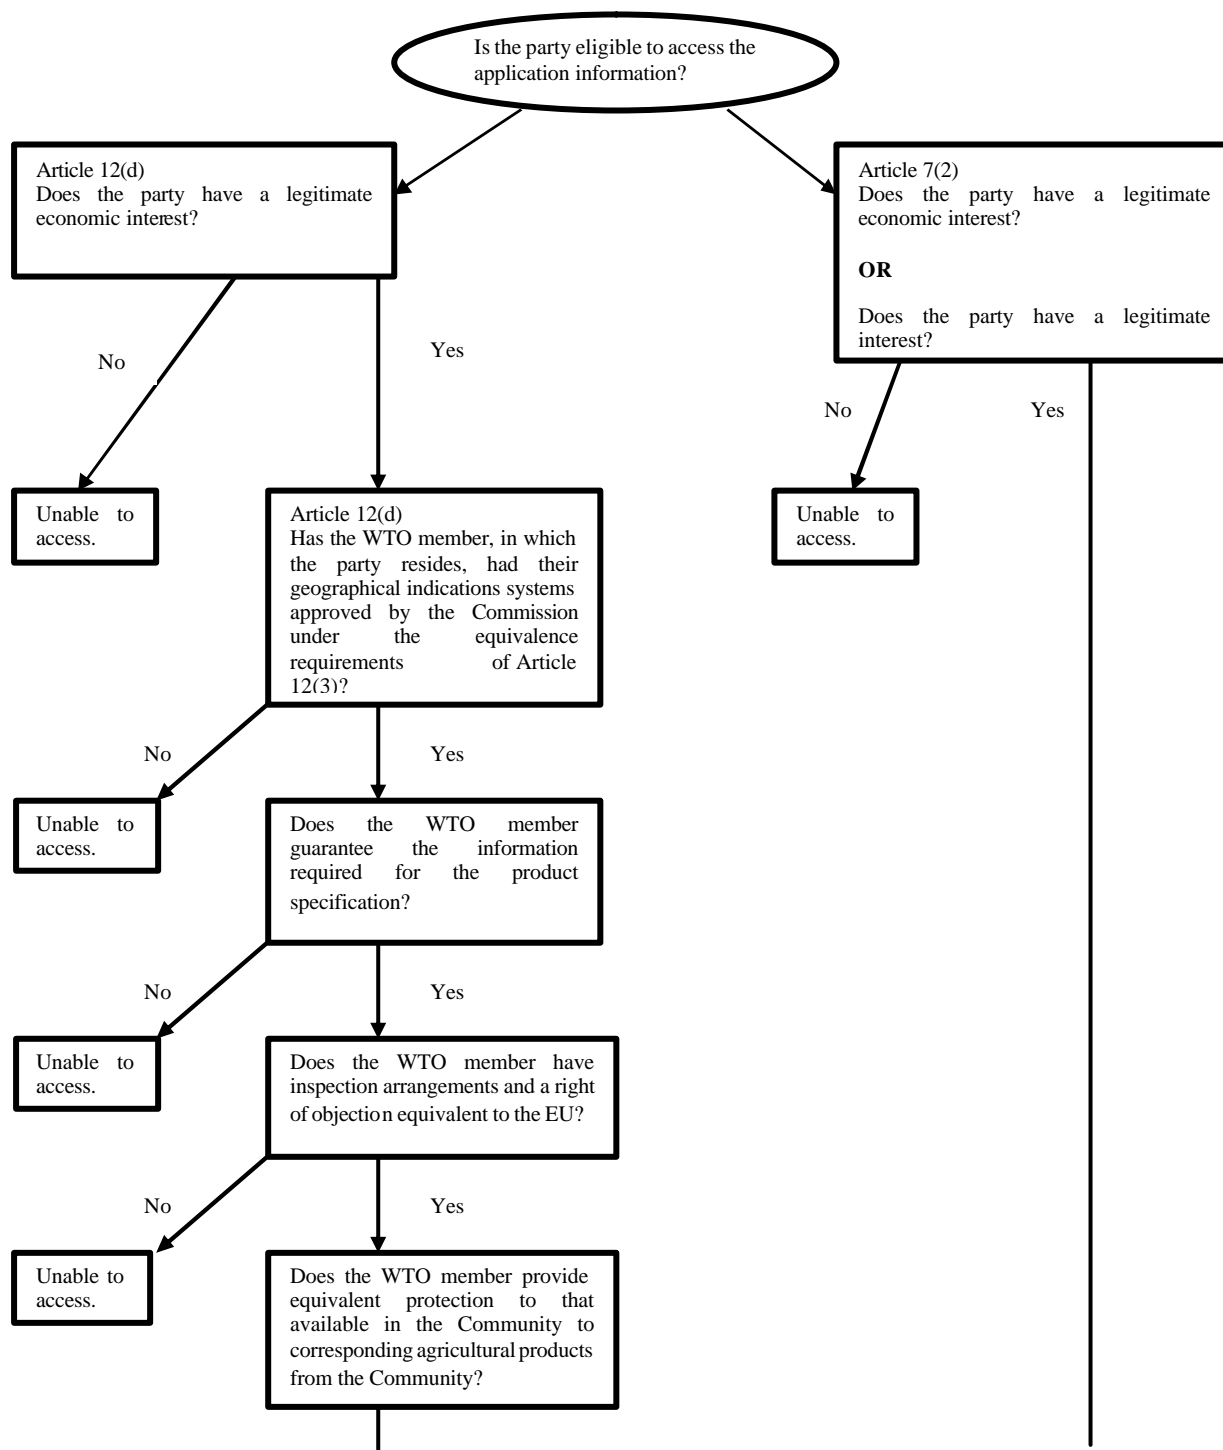 Is the party eligible to access the
application information?
Article 12(d)
Does the party have a legitimate
economic interest?
Article 7(2)
Does the party have a legitimate
economic interest?
OR
Does the party have a legitimate
interest?
No
Yes
No
Yes
Unable to
access.
Article 12(d)
Has the WTO member, in which
the party resides, had their
geographical indications systems
approved by the Commission
under the equivalence
requirements of Article
12(3)?
Unable to
access.
No
Yes
Unable to
access.
Does the WTO member
guarantee the information
required for the product
specification?
No
Yes
Unable to
access.
Does the WTO member have
inspection arrangements and a right
of objection equivalent to the EU?
No
Yes
Unable to
access.
Does the WTO member provide
equivalent protection to that
available in the Community to
corresponding agricultural products
from the Community?